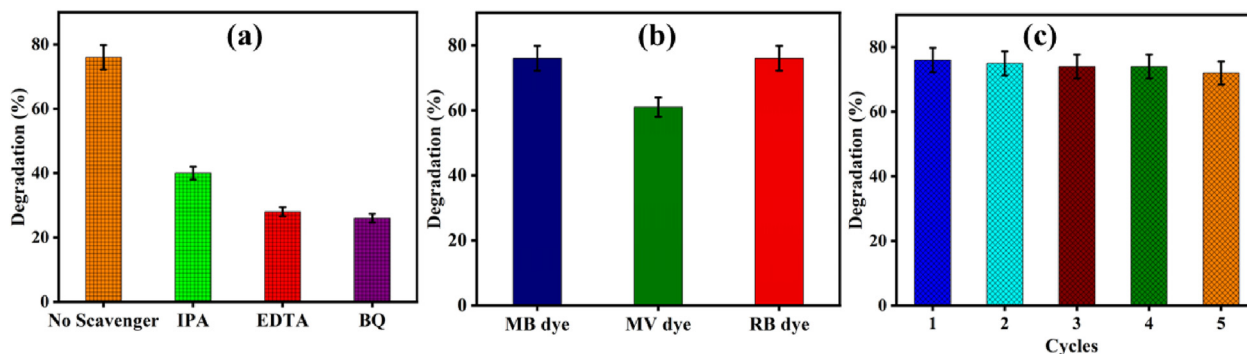 (a)
Degradation (%)
80
60
40
20
0
No Scavenger IPA EDTA BQ
(b)
Degradation (%)
80
60
40
20
0
MB dye MV dye RB dye
(c)
Degradation (%)
80
60
40
20
0
1 2 3 4 5
Cycles